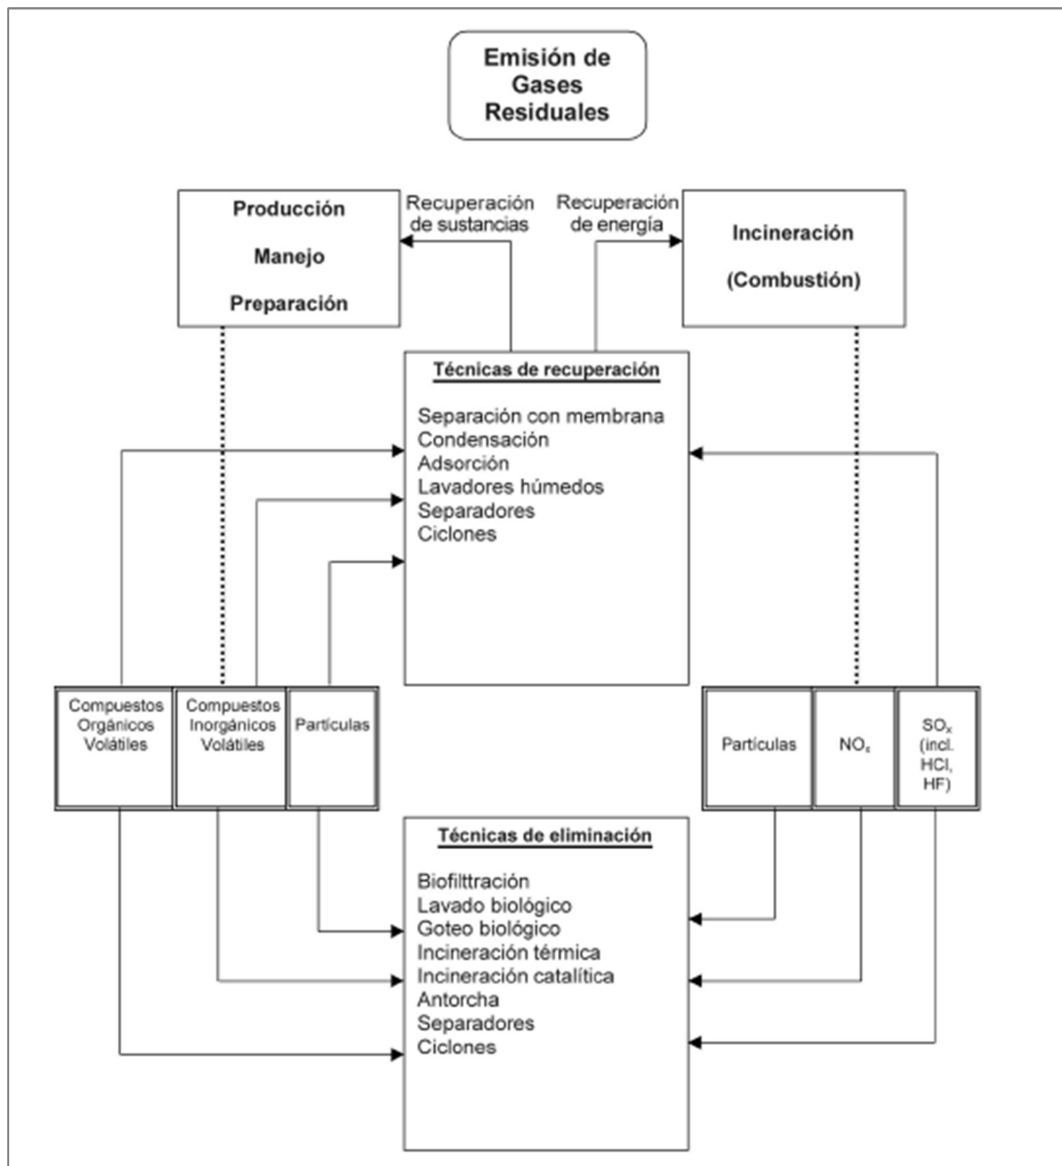 Emisión de
Gases
Residuales
Producción
Manejo
Preparación
Recuperación
de sustancias
Recuperación
de energía
Incineración
(Combustión)
Técnicas de recuperación
Separación con membrana
Condensación
Adsorción
Lavadores húmedos
Separadores
Ciclones
Compuestos
Orgánicos
Volátiles
Compuestos
Inorgánicos
Volátiles
Partículas
Partículas
NOₓ
SOₓ
(incl.
HCl,
HF)
Técnicas de eliminación
Biofilttración
Lavado biológico
Goteo biológico
Incineración térmica
Incineración catalítica
Antorcha
Separadores
Ciclones